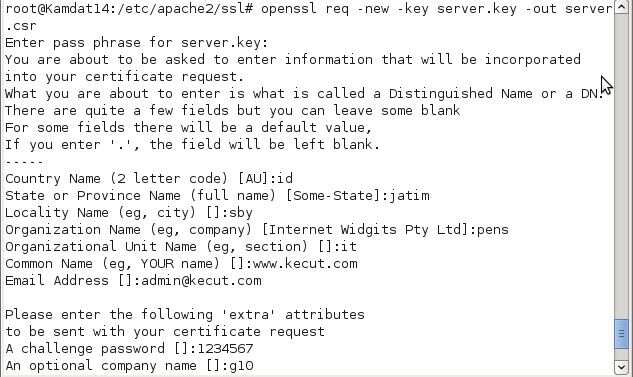 root@Kamdat14:/etc/apache2/ssl# openssl req -new -key server.key -out server
.csr
Enter pass phrase for server.key:
You are about to be asked to enter information that will be incorporated
into your certificate request.
What you are about to enter is what is called a Distinguished Name or a DN.
There are quite a few fields but you can leave some blank
For some fields there will be a default value,
If you enter '.', the field will be left blank.
-----
Country Name (2 letter code) [AU]:id
State or Province Name (full name) [Some-State]:jatim
Locality Name (eg, city) []:sby
Organization Name (eg, company) [Internet Widgits Pty Ltd]:pens
Organizational Unit Name (eg, section) []:it
Common Name (eg, YOUR name) []:www.kecut.com
Email Address []:admin@kecut.com

Please enter the following 'extra' attributes
to be sent with your certificate request
A challenge password []:1234567
An optional company name []:g10